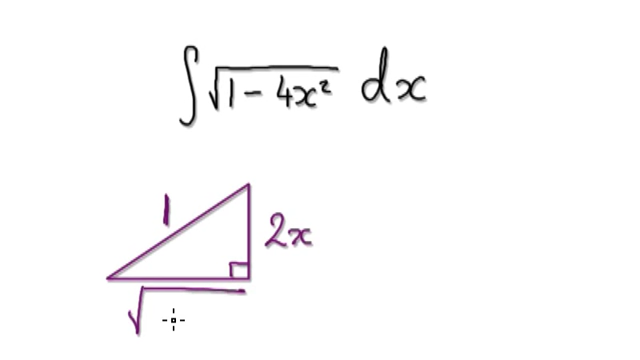 ∫√(1 - 4x²) dx
1
2x
√